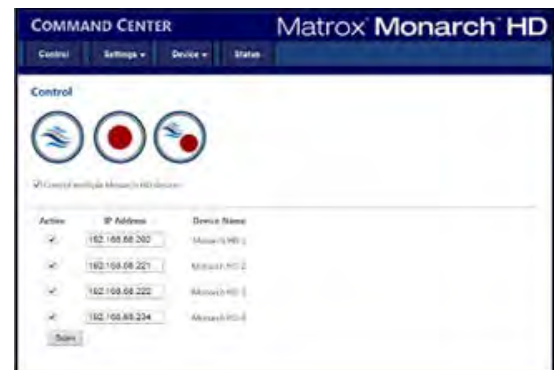 COMMAND CENTER
Matrox Monarch HD
Control Settings Device Status
Control
Control multiple Monarch HD devices
Active IP Address Device Name
192.168.68.202 Monarch HD 1
192.168.68.221 Monarch HD 2
192.168.68.222 Monarch HD 3
192.168.68.234 Monarch HD 4